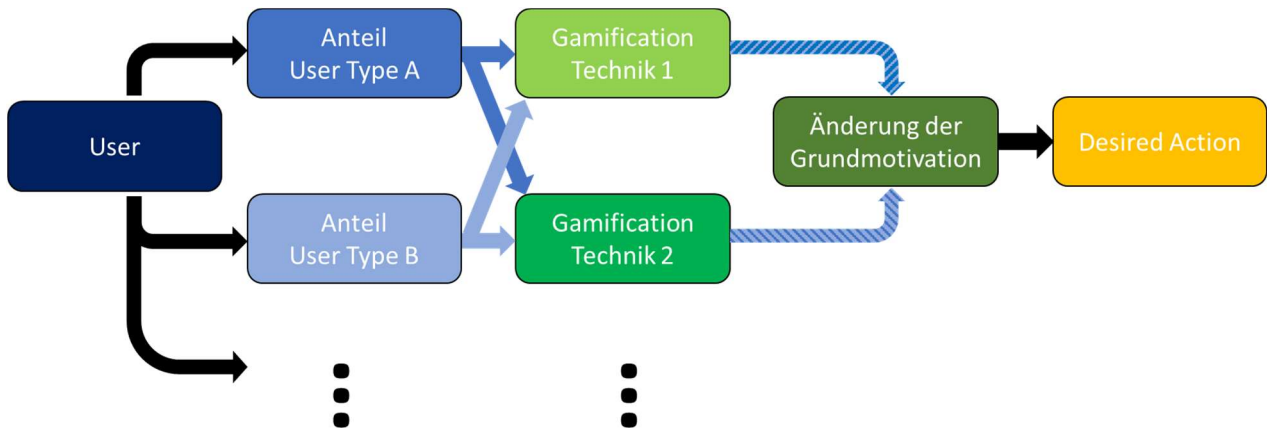 User
Anteil
User Type A
Anteil
User Type B
Gamification
Technik 1
Gamification
Technik 2
Änderung der
Grundmotivation
Desired Action